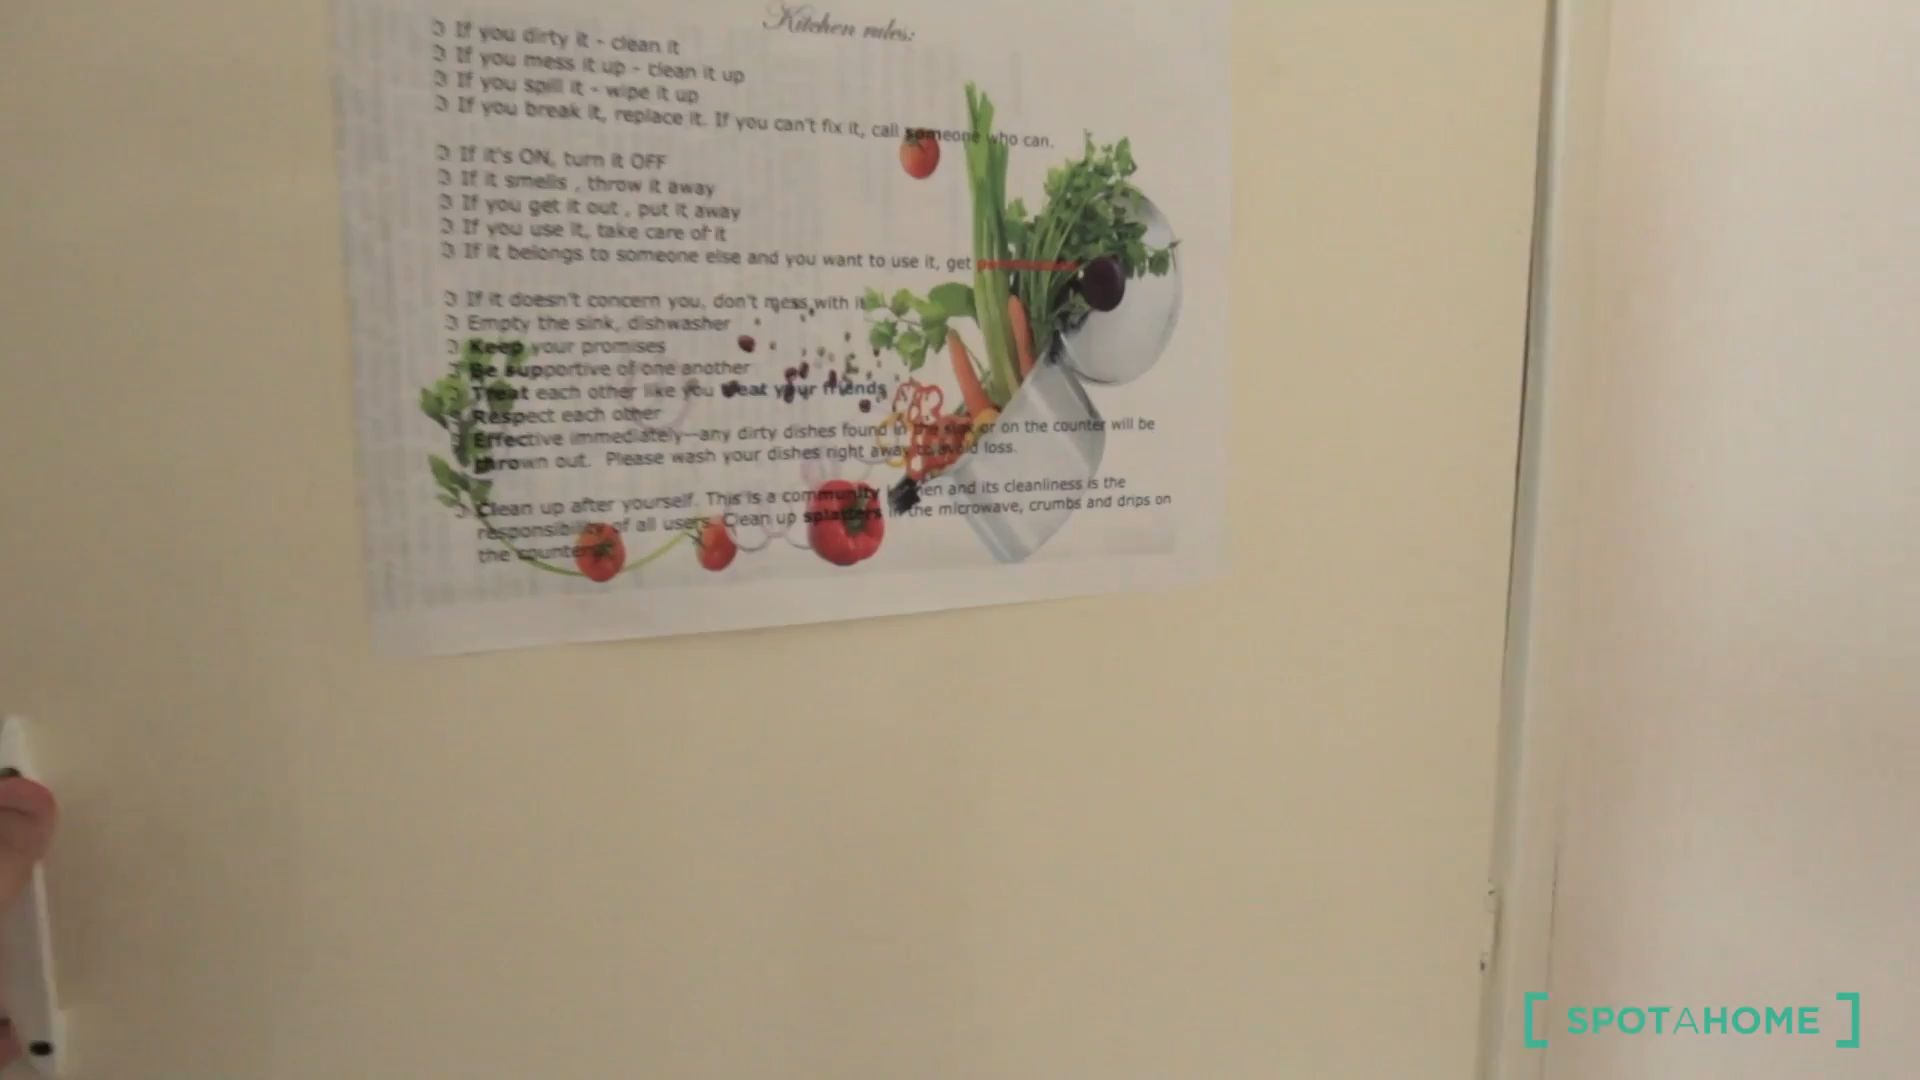 Kitchen rules:
If you dirty it - clean it
If you mess it up - clean it up
If you spill it - wipe it up
If you break it, replace it. If you can't fix it, call someone who can.
If it's ON, turn it OFF
If it smells , throw it away
If you get it out , put it away
If you use it, take care of it
If it belongs to someone else and you want to use it, get
If it doesn't concern you, don't mess with it
Empty the sink, dishwasher
Keep your promises
Be supportive of one another
Treat each other like you treat your friends
Respect each other
Effective immediately--any dirty dishes found in the sink or on the counter will be
thrown out. Please wash your dishes right away to avoid loss.
Clean up after yourself. This is a community kitchen and its cleanliness is the
responsibility of all users. Clean up splatters in the microwave, crumbs and drips on
the counter
[ SPOTAHOME ]